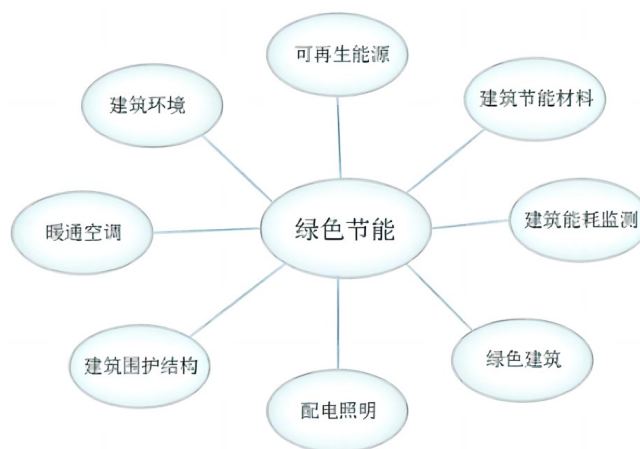 可再生能源
建筑环境
建筑节能材料
暖通空调
绿色节能
建筑能耗监测
建筑围护结构
绿色建筑
配电照明